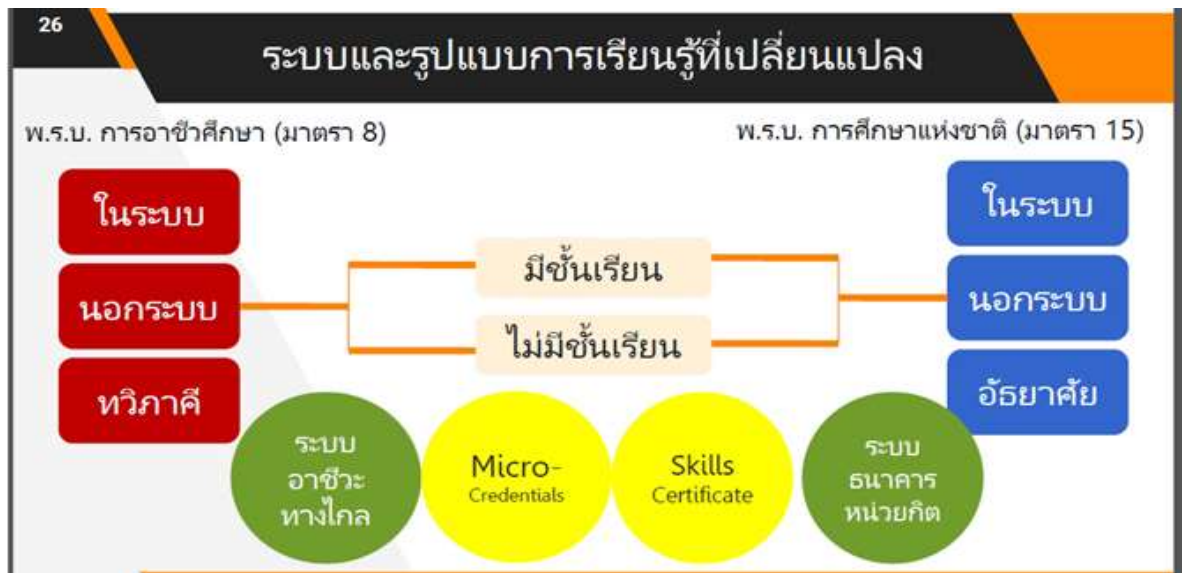 26
ระบบและรูปแบบการเรียนรู้ที่เปลี่ยนแปลง
พ.ร.บ. การอาชีวศึกษา (มาตรา 8)
พ.ร.บ. การศึกษาแห่งชาติ (มาตรา 15)
ในระบบ
นอกระบบ
ทวิภาคี
มีชั้นเรียน
ไม่มีชั้นเรียน
ในระบบ
นอกระบบ
อัธยาศัย
ระบบ
อาชีวะ
ทางไกล
Micro-
Credentials
Skills
Certificate
ระบบ
ธนาคาร
หน่วยกิต